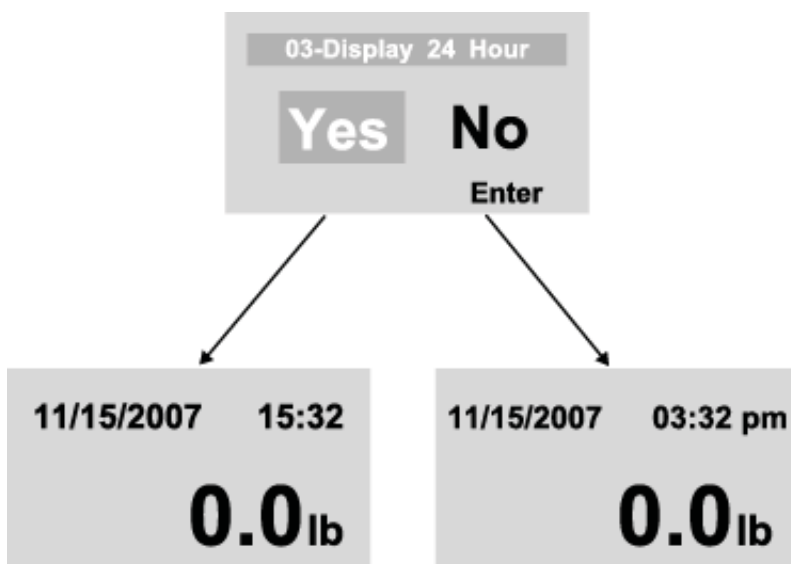 03-Display 24 Hour
Yes No
Enter
11/15/2007 15:32
0.0lb
11/15/2007 03:32 pm
0.0lb